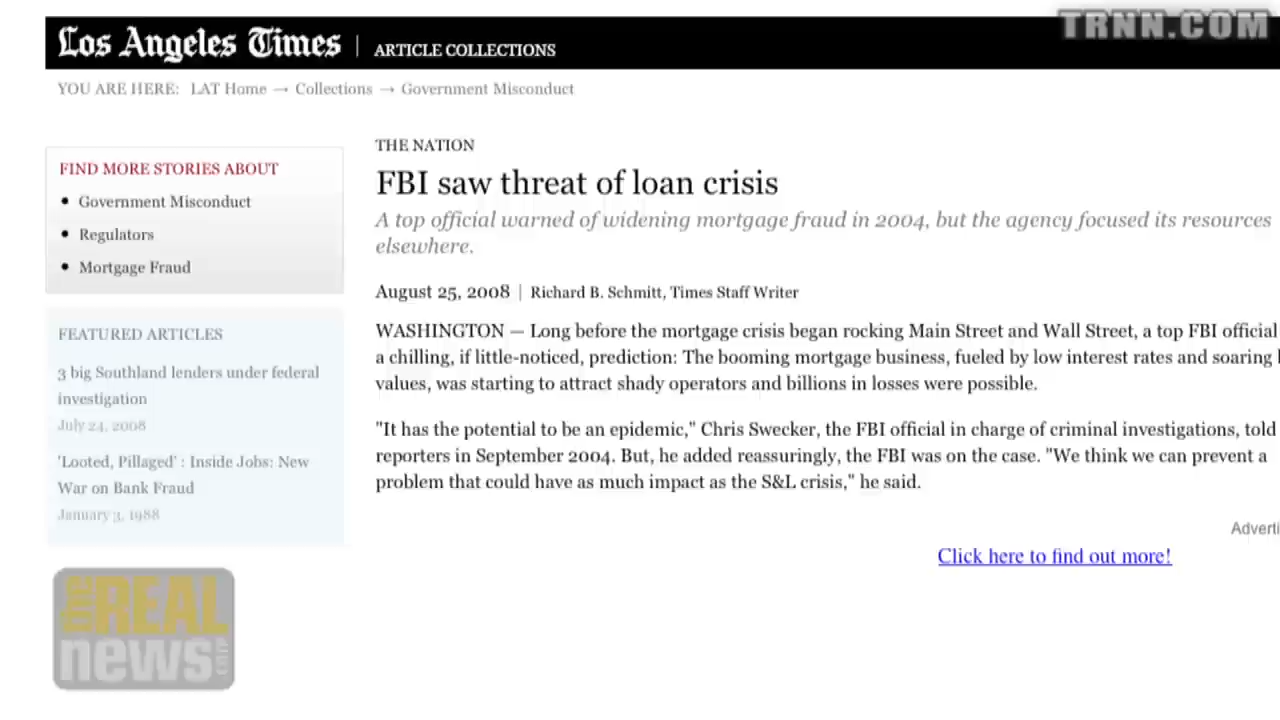 TRNN.COM
Los Angeles Times | ARTICLE COLLECTIONS
YOU ARE HERE: LAT Home → Collections → Government Misconduct
FIND MORE STORIES ABOUT
• Government Misconduct
• Regulators
• Mortgage Fraud
FEATURED ARTICLES
3 big Southland lenders under federal
investigation
July 24, 2008
'Looted, Pillaged' : Inside Jobs: New
War on Bank Fraud
January 3, 1988
THE NATION
FBI saw threat of loan crisis
A top official warned of widening mortgage fraud in 2004, but the agency focused its resources
elsewhere.
August 25, 2008 | Richard B. Schmitt, Times Staff Writer
WASHINGTON — Long before the mortgage crisis began rocking Main Street and Wall Street, a top FBI official
a chilling, if little-noticed, prediction: The booming mortgage business, fueled by low interest rates and soaring
values, was starting to attract shady operators and billions in losses were possible.
"It has the potential to be an epidemic," Chris Swecker, the FBI official in charge of criminal investigations, told
reporters in September 2004. But, he added reassuringly, the FBI was on the case. "We think we can prevent a
problem that could have as much impact as the S&L crisis," he said.
Adverti
Click here to find out more!
the REAL
news.com